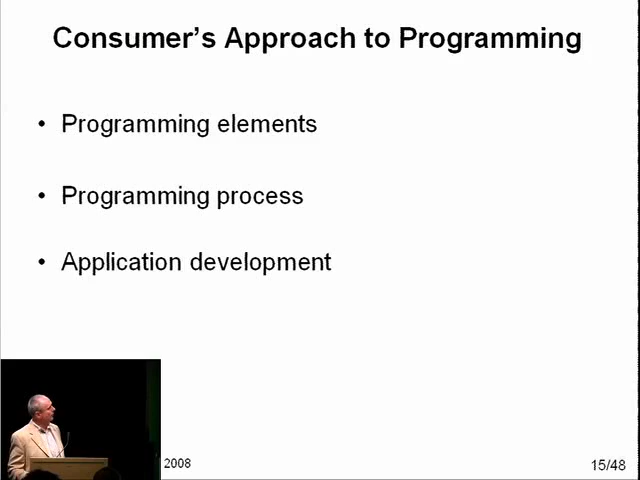 Consumer's Approach to Programming
• Programming elements
• Programming process
• Application development
2008
15/48